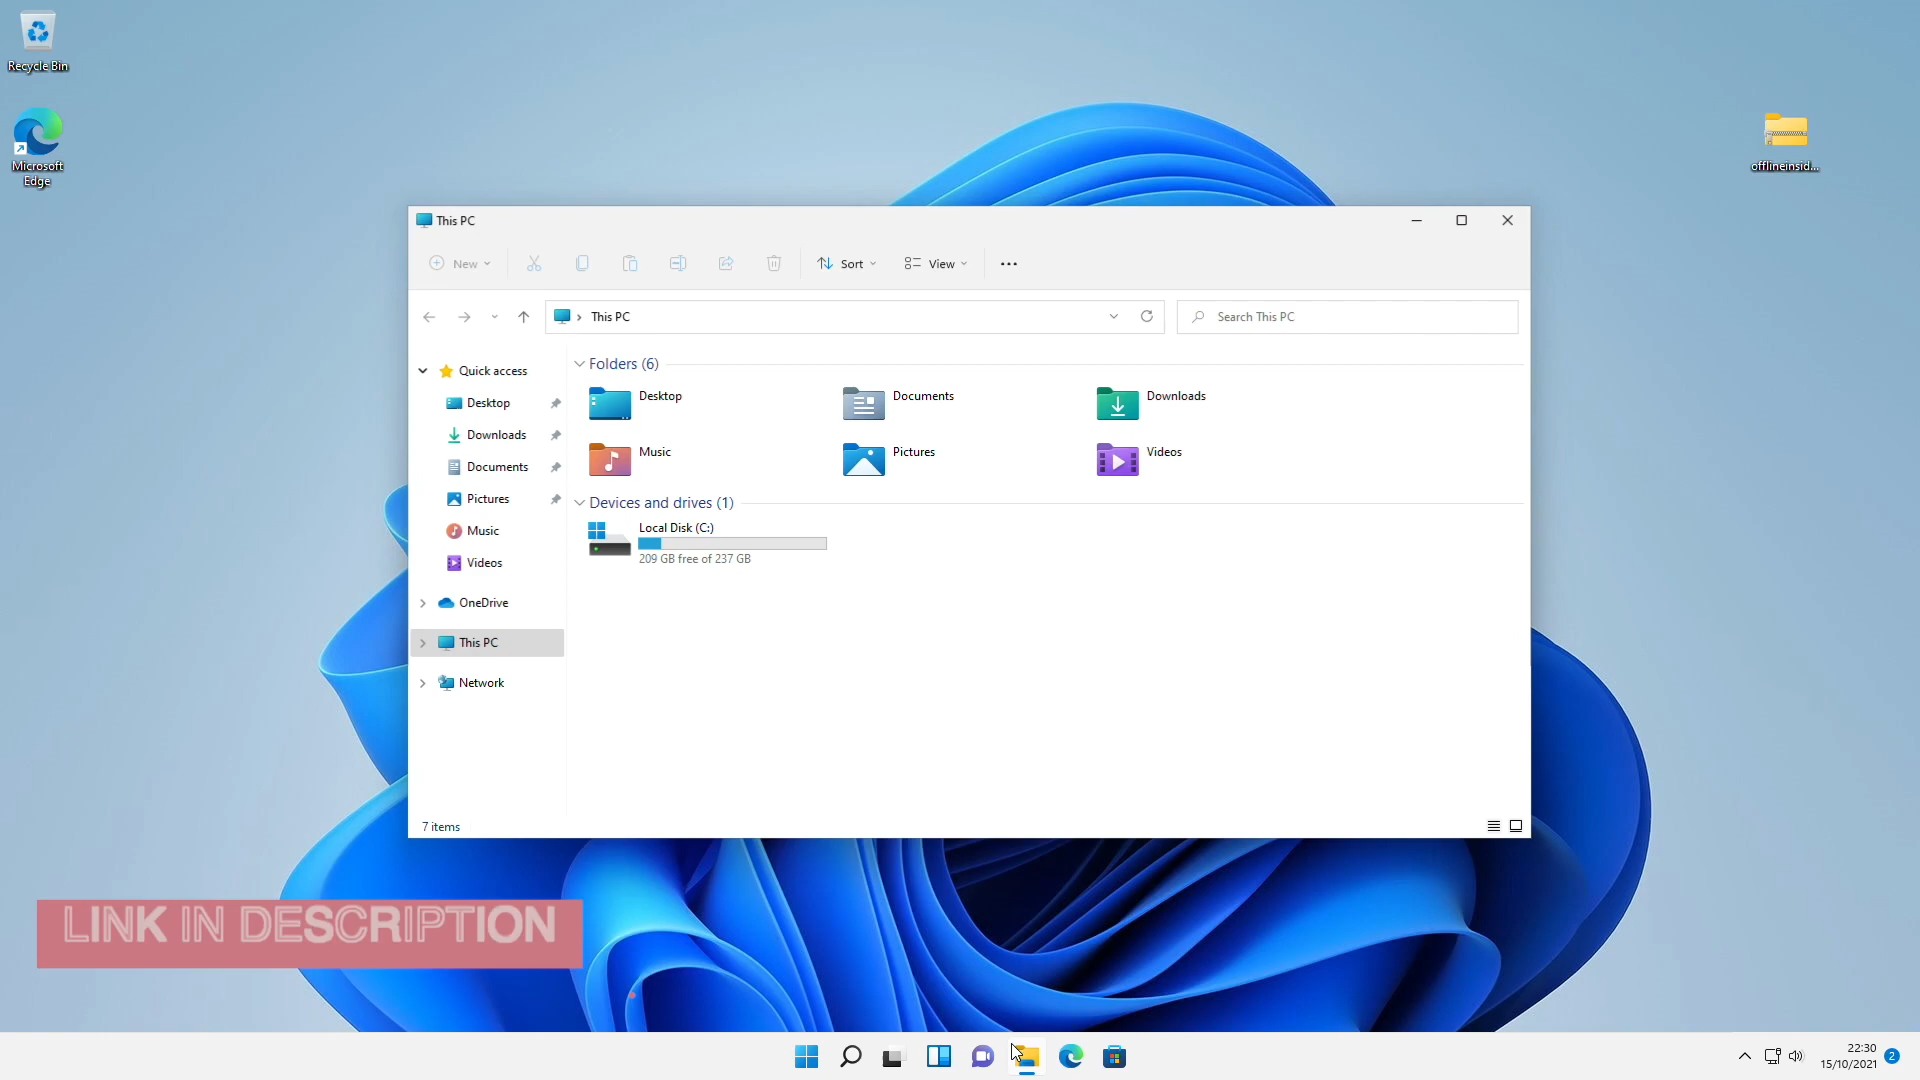 Recycle Bin
Microsoft
Edge
offlineinsid...
This PC
New
Sort
View
This PC
Search This PC
Quick access
Desktop
Downloads
Documents
Pictures
Music
Videos
OneDrive
This PC
Network
Folders (6)
Desktop
Documents
Downloads
Music
Pictures
Videos
Devices and drives (1)
Local Disk (C:)
209 GB free of 237 GB
7 items
LINK IN DESCRIPTION
22:30
15/10/2021
2